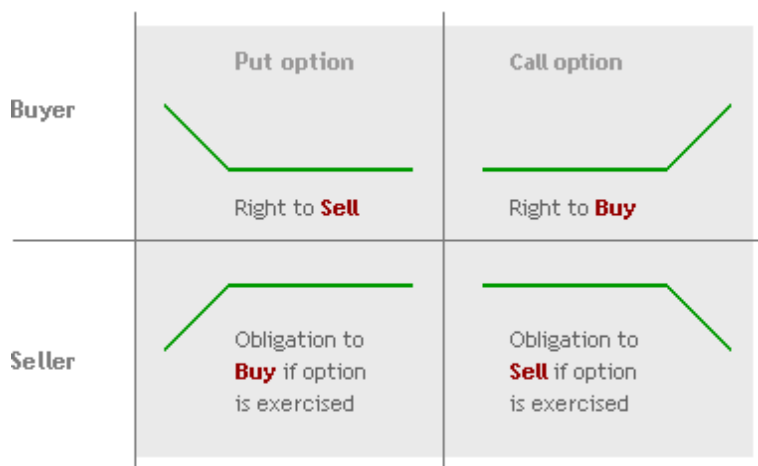 Put option
Call option
Buyer
Right to Sell
Right to Buy
Seller
Obligation to
Buy if option
is exercised
Obligation to
Sell if option
is exercised